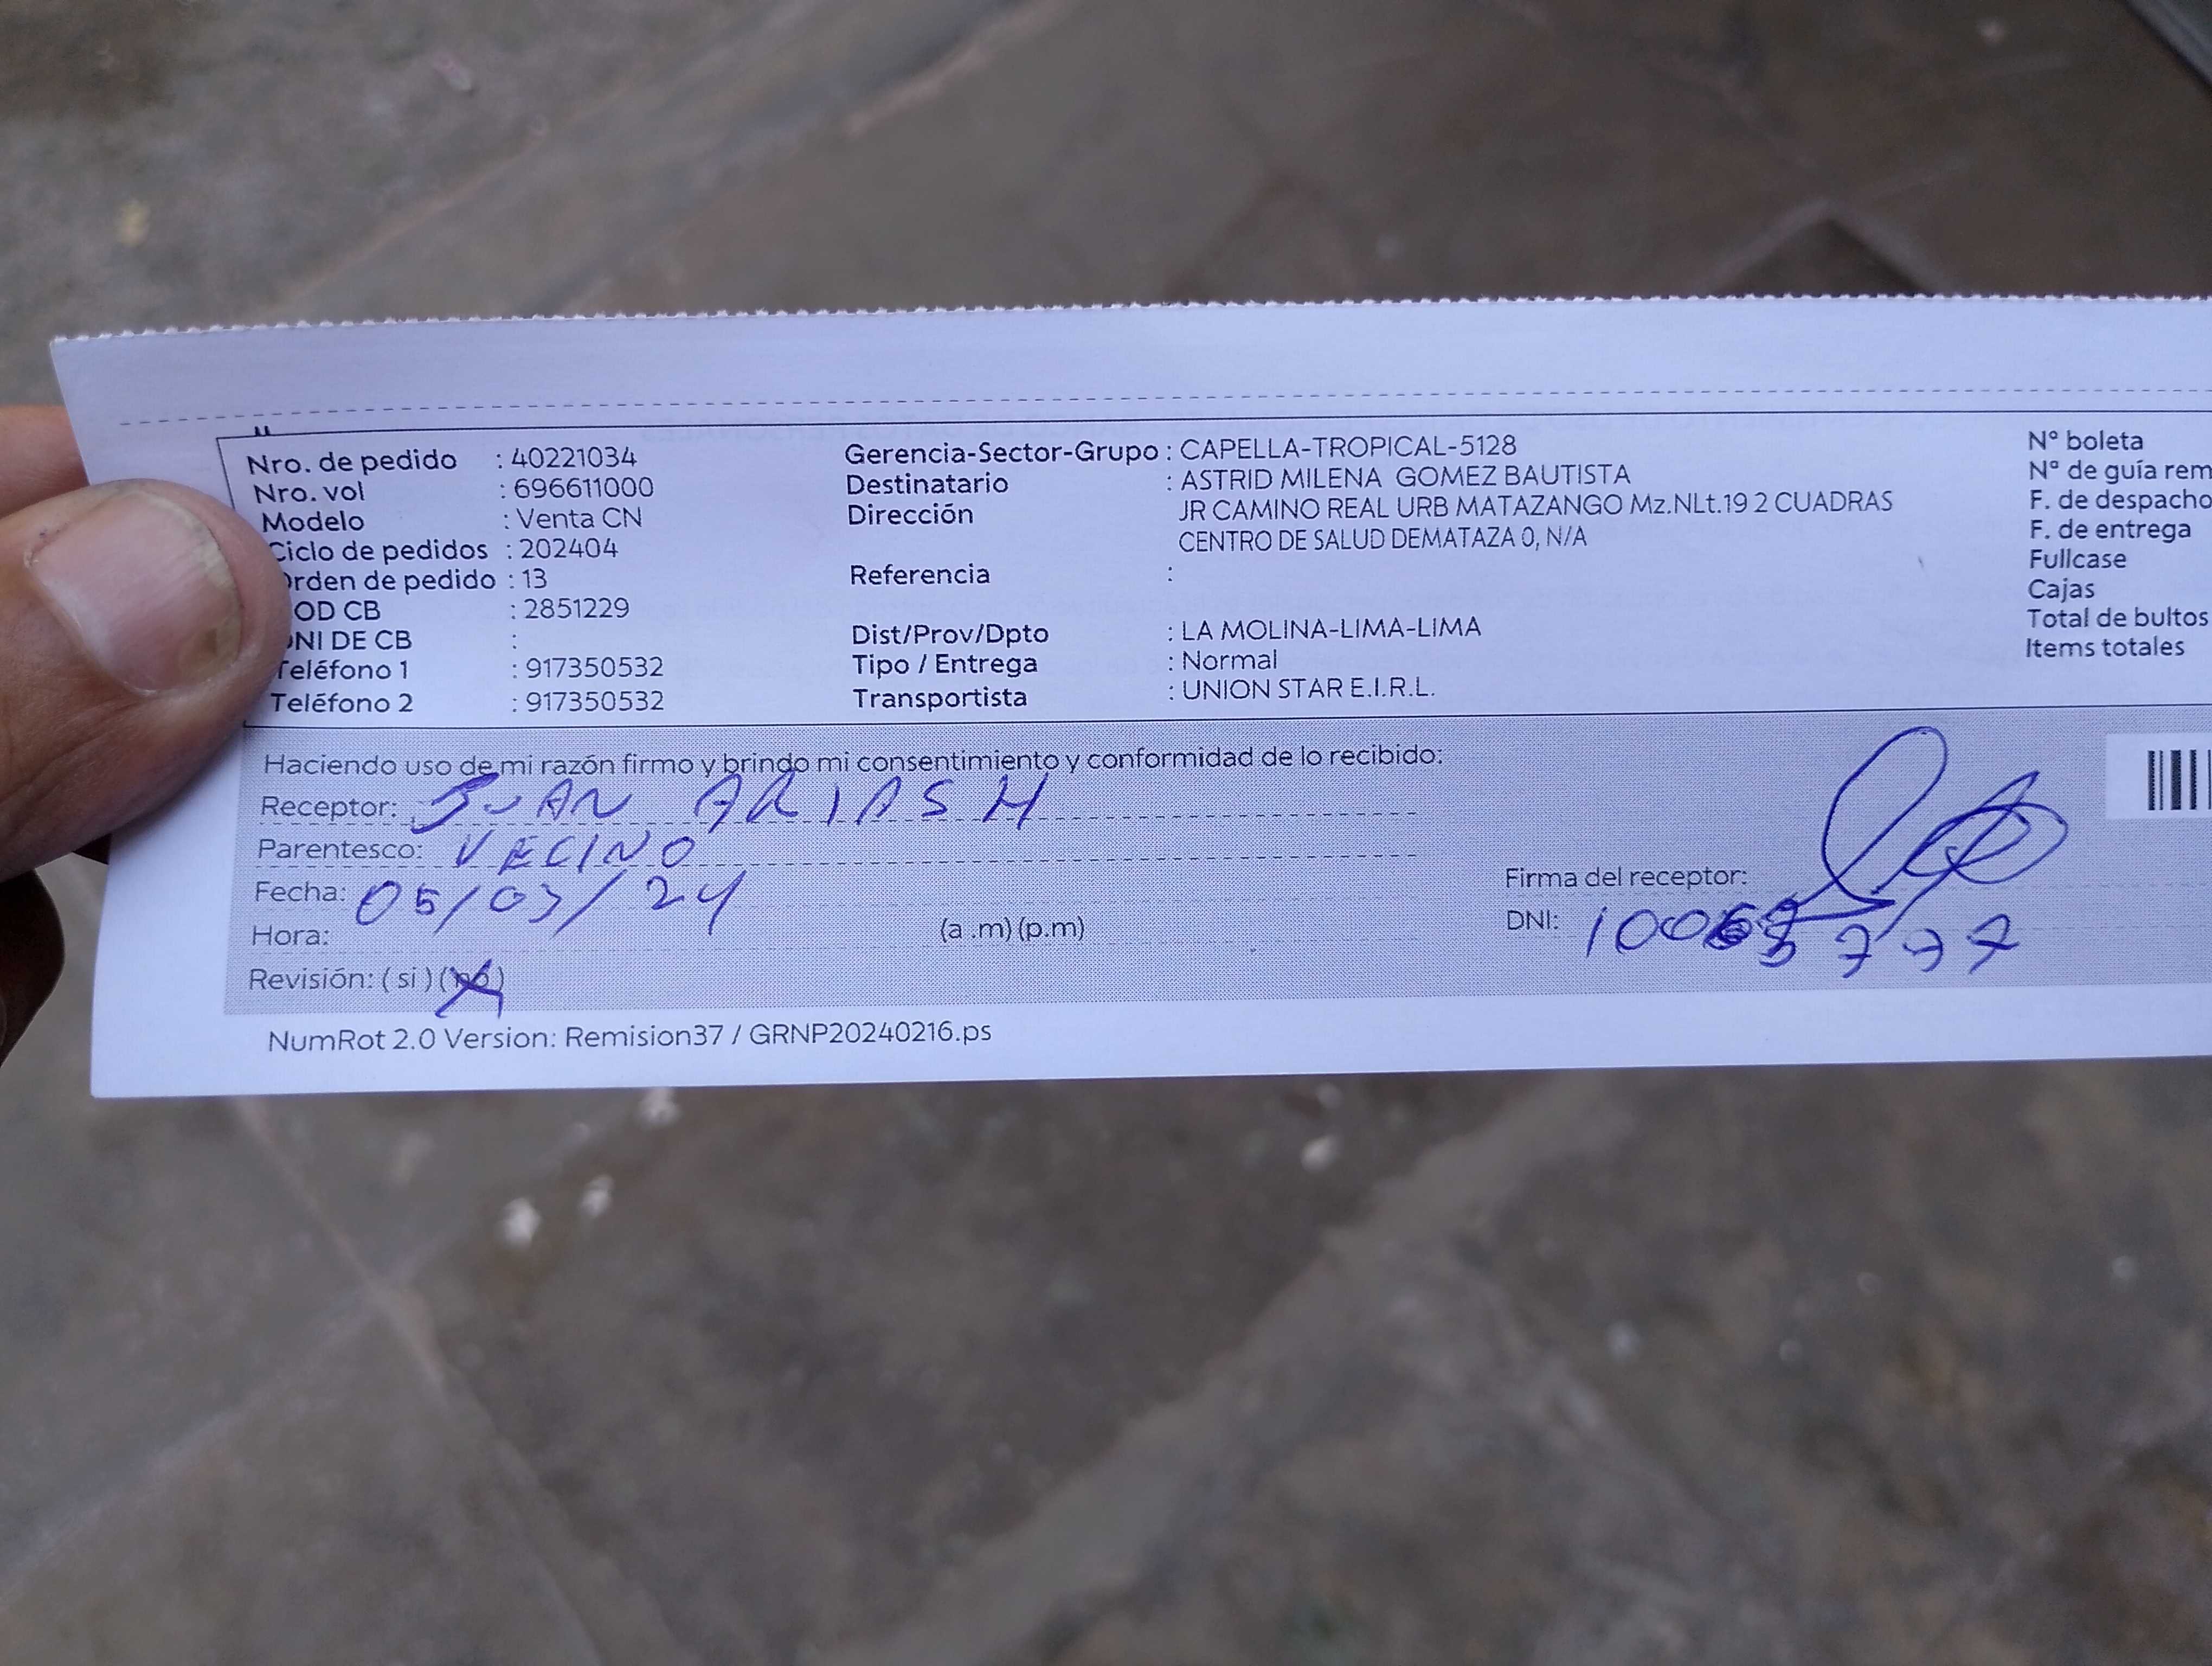 Nro. de pedido : 40221034
Nro. vol : 696611000
Modelo : Venta CN
Ciclo de pedidos : 202404
Orden de pedido : 13
OD CB : 2851229
DNI DE CB :
Teléfono 1 : 917350532
Teléfono 2 : 917350532
Gerencia-Sector-Grupo : CAPELLA-TROPICAL-5128
Destinatario : ASTRID MILENA GOMEZ BAUTISTA
Dirección JR CAMINO REAL URB MATAZANGO Mz.NLt.19 2 CUADRAS
CENTRO DE SALUD DEMATAZA 0, N/A
Referencia :
Dist/Prov/Dpto : LA MOLINA-LIMA-LIMA
Tipo / Entrega : Normal
Transportista : UNION STAR E.I.R.L.
N° boleta
N° de guía rem
F. de despacho
F. de entrega
Fullcase
Cajas
Total de bultos
Items totales
Haciendo uso de mi razón firmo y brindo mi consentimiento y conformidad de lo recibido:
Receptor: JUAN ARIAS M
Parentesco: VECINO
Fecha: 05/03/24
Hora: (a .m) (p.m)
Revisión: ( si ) (no)
Firma del receptor:
DNI:
NumRot 2.0 Version: Remision37 / GRNP20240216.ps